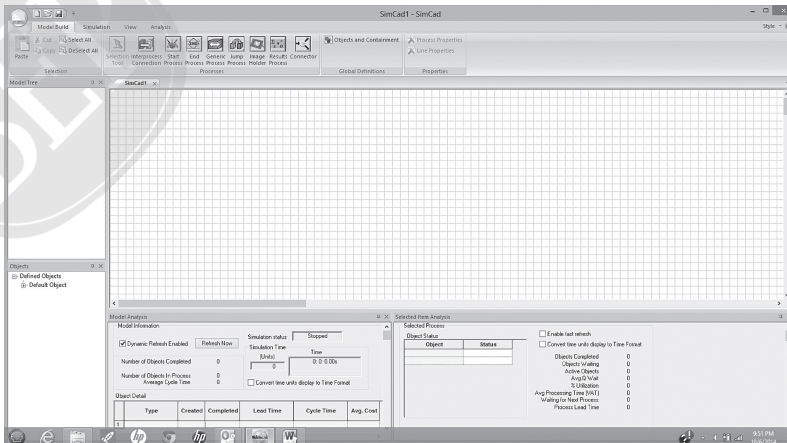 SimCad1 - SimCad
Model Build Simulation View Analysis
Style
Paste
Cut
Copy
Select All
DeSelect All
Selection
Selection Tool
Interprocess Connection
Start Process
End Process
Generic Process
Jump Process
Image Holder
Results Process
Connector
Processes
Objects and Containment
Global Definitions
Process Properties
Line Properties
Properties
Model Tree
SimCad1 x
Objects
Defined Objects
Default Object
Model Analysis
Model Information
Dynamic Refresh Enabled
Refresh Now
Number of Objects Completed 0
Number of Objects In Process 0
Average Cycle Time 0
Simulation status Stopped
Simulation Time
(Units)
0
Time
0: 0: 0.00s
Convert time units display to Time Format
Object Detail
Type Created Completed Lead Time Cycle Time Avg. Cost
1
Selected Item Analysis
Selected Process
Object Status
Object Status
Enable fast refresh
Convert time units display to Time Format
Objects Completed 0
Objects Waiting 0
Active Objects 0
Avg Q Wait 0
% Utilization 0
Avg Processing Time (VAT) 0
Waiting for Next Process 0
Process Lead Time 0
9:51 PM
10/6/2014